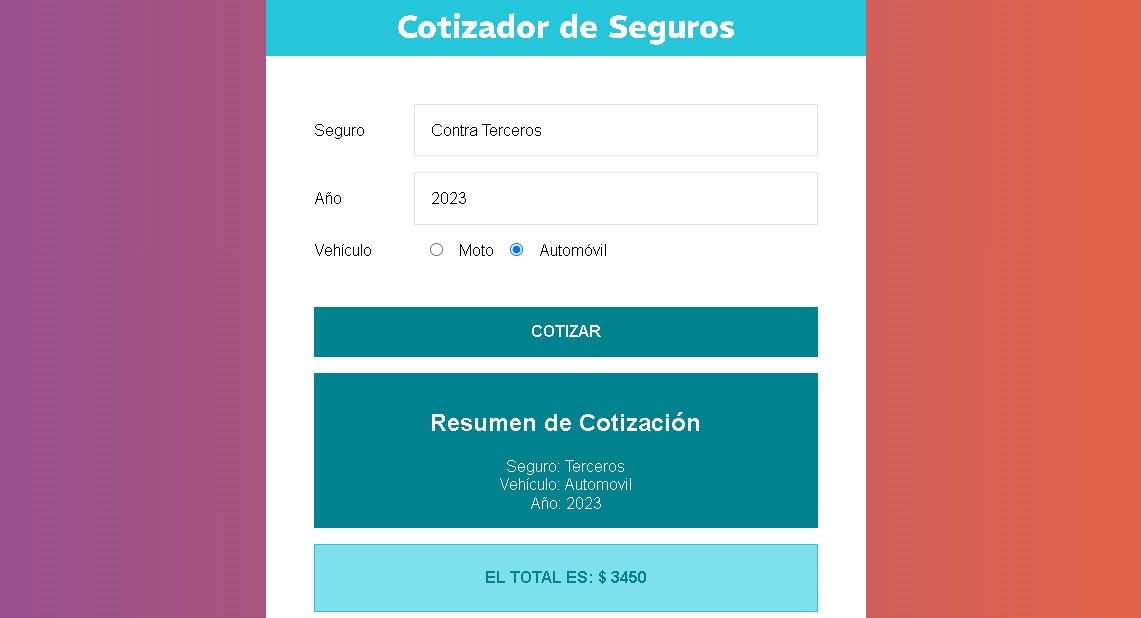 Cotizador de Seguros
Seguro
Contra Terceros
Año
2023
Vehículo Moto Automóvil
COTIZAR
Resumen de Cotización
Seguro: Terceros
Vehículo: Automovil
Año: 2023
EL TOTAL ES: $ 3450